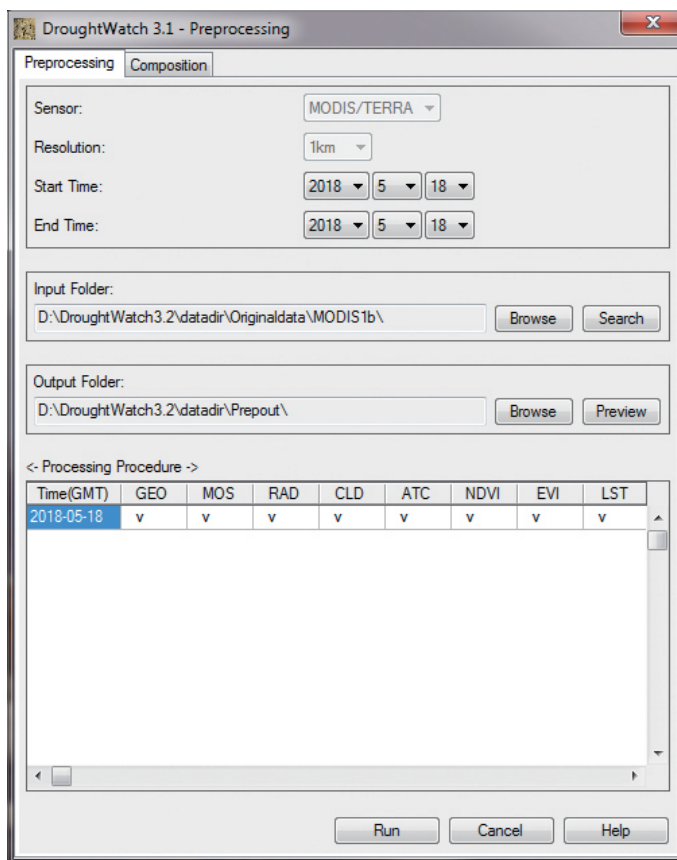 DroughtWatch 3.1 - Preprocessing
Preprocessing Composition
Sensor: MODIS/TERRA
Resolution: 1km
Start Time: 2018 5 18
End Time: 2018 5 18
Input Folder:
D:\DroughtWatch3.2\datadir\Originaldata\MODIS1b\ Browse Search
Output Folder:
D:\DroughtWatch3.2\datadir\Prepout\ Browse Preview
<- Processing Procedure ->
Time(GMT) GEO MOS RAD CLD ATC NDVI EVI LST
2018-05-18 v v v v v v v v
Run Cancel Help